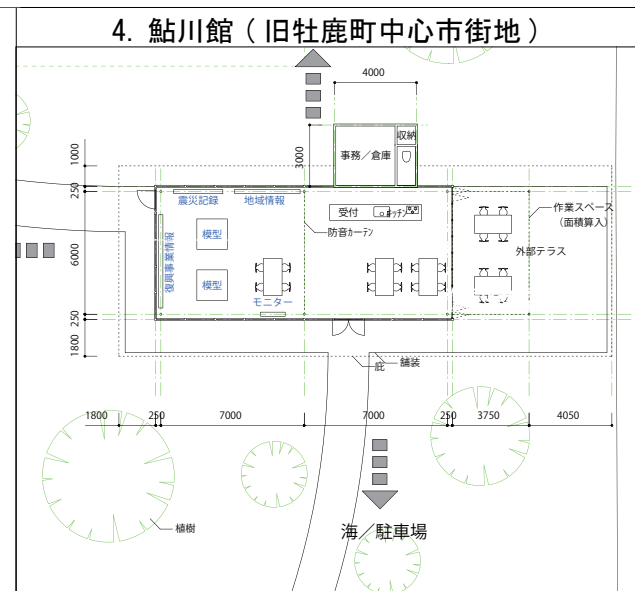 4. 鮎川館（旧牡鹿町中心市街地）
4000
3000
収納
事務／倉庫
1000
250
6000
250
1800
震災記録
地域情報
受付
キッチン
作業スペース
（面積算入）
模型
防音カーテン
外部テラス
復興事業情報
模型
モニター
庇
舗装
1800
250
7000
7000
250
3750
4050
海／駐車場
植樹